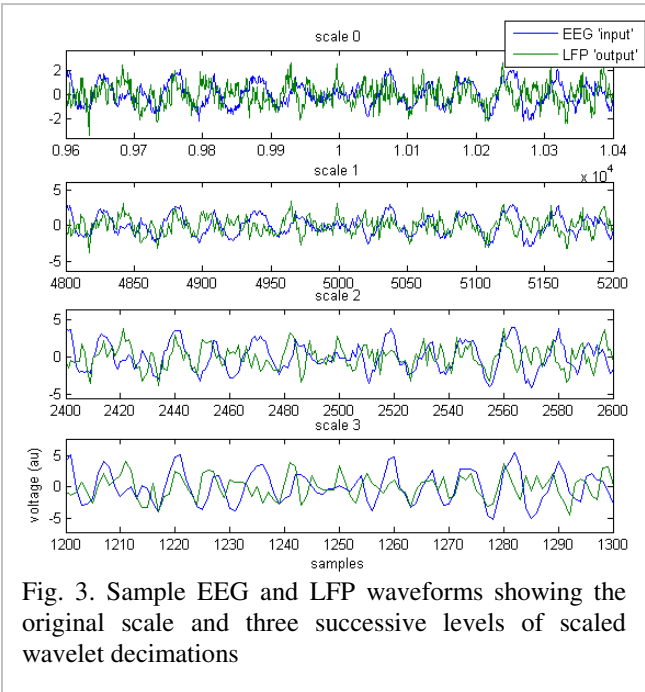 scale 0
EEG 'input'
LFP 'output'
2
0
-2
0.96 0.97 0.98 0.99 1 1.01 1.02 1.03 1.04
x 10^4
scale 1
5
0
-5
4800 4850 4900 4950 5000 5050 5100 5150 5200
scale 2
5
0
-5
2400 2420 2440 2460 2480 2500 2520 2540 2560 2580 2600
scale 3
voltage (au)
5
0
-5
1200 1210 1220 1230 1240 1250 1260 1270 1280 1290 1300
samples
Fig. 3. Sample EEG and LFP waveforms showing the
original scale and three successive levels of scaled
wavelet decimations